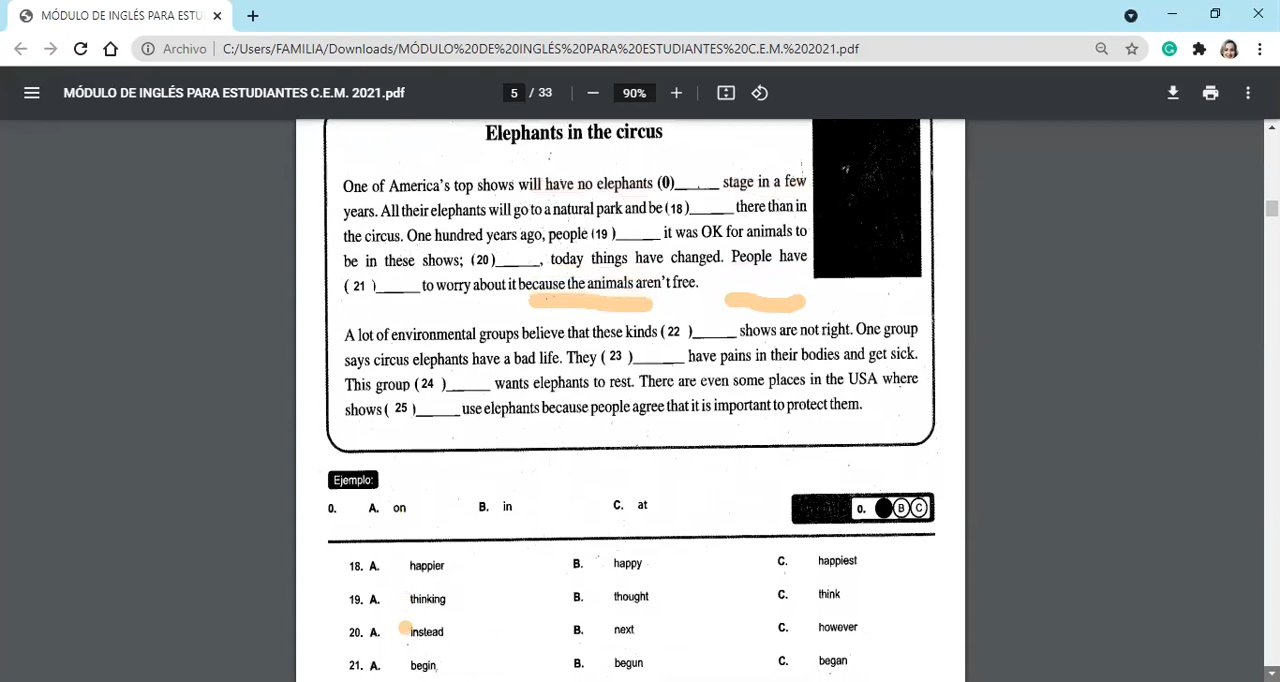 MÓDULO DE INGLÉS PARA ESTU
Archivo C:/Users/FAMILIA/Downloads/MÓDULO%20DE%20INGLÉS%20PARA%20ESTUDIANTES%20C.E.M.%202021.pdf
MÓDULO DE INGLÉS PARA ESTUDIANTES C.E.M. 2021.pdf 5 / 33 90%
Elephants in the circus
One of America's top shows will have no elephants (0)______ stage in a few
years. All their elephants will go to a natural park and be (18)______ there than in
the circus. One hundred years ago, people (19)______ it was OK for animals to
be in these shows; (20)______, today things have changed. People have
(21)______ to worry about it because the animals aren't free.
A lot of environmental groups believe that these kinds (22)______ shows are not right. One group
says circus elephants have a bad life. They (23)______ have pains in their bodies and get sick.
This group (24)______ wants elephants to rest. There are even some places in the USA where
shows (25)______ use elephants because people agree that it is important to protect them.
Ejemplo:
0. A. on B. in C. at 0. B C
18. A. happier B. happy C. happiest
19. A. thinking B. thought C. think
20. A. instead B. next C. however
21. A. begin B. begun C. began